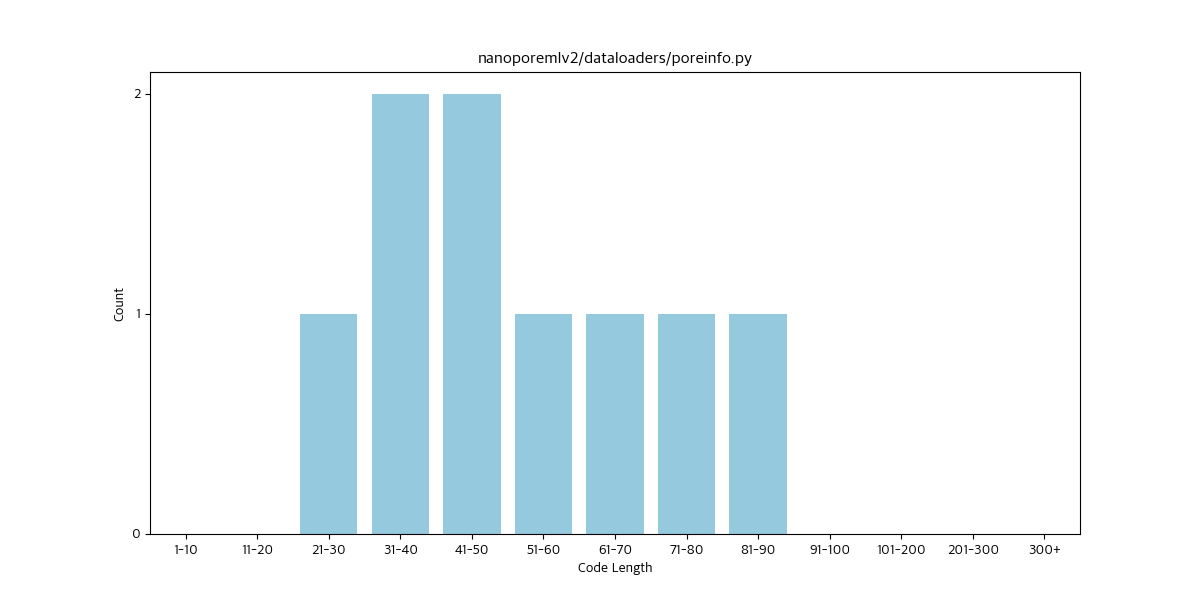 nanoporemlv2/dataloaders/poreinfo.py
2
1
0
Count
1-10 11-20 21-30 31-40 41-50 51-60 61-70 71-80 81-90 91-100 101-200 201-300 300+
Code Length